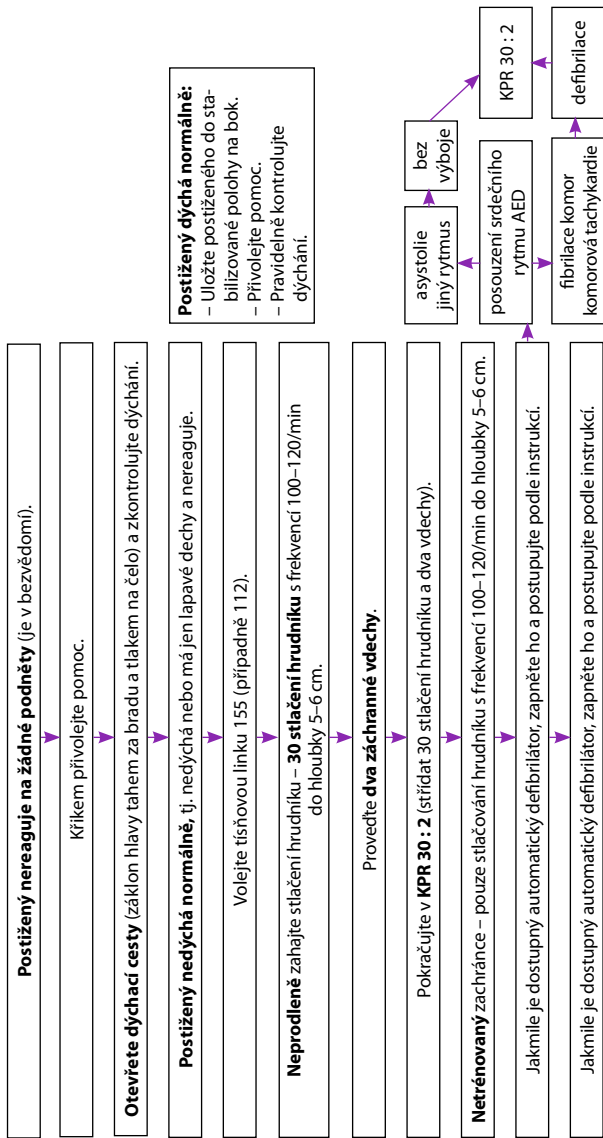 Postižený nereaguje na žádné podněty (je v bezvědomí).
Křikem přivolejte pomoc.
Otevřete dýchací cesty (záklon hlavy tahem za bradu a tlakem na čelo) a zkontrolujte dýchání.
Postižený nedýchá normálně, tj. nedýchá nebo má jen lapavé dechy a nereaguje.
Postižený dýchá normálně:
– Uložte postiženého do sta-
bilizované polohy na bok.
– Přivolejte pomoc.
– Pravidelně kontrolujte
dýchání.
Volejte tísňovou linku 155 (případně 112).
Neprodleně zahajte stlačení hrudníku – 30 stlačení hrudníku s frekvencí 100–120/min
do hloubky 5–6 cm.
Proveďte dva záchranné vdechy.
Pokračujte v KPR 30 : 2 (střídat 30 stlačení hrudníku a dva vdechy).
Netrénovaný zachránce – pouze stlačování hrudníku s frekvencí 100–120/min do hloubky 5–6 cm.
Jakmile je dostupný automatický defibrilátor, zapněte ho a postupujte podle instrukcí.
Jakmile je dostupný automatický defibrilátor, zapněte ho a postupujte podle instrukcí.
posouzení srdečního
rytmu AED
asystolie
jiný rytmus
bez
výboje
fibrilace komor
komorová tachykardie
defibrilace
KPR 30 : 2